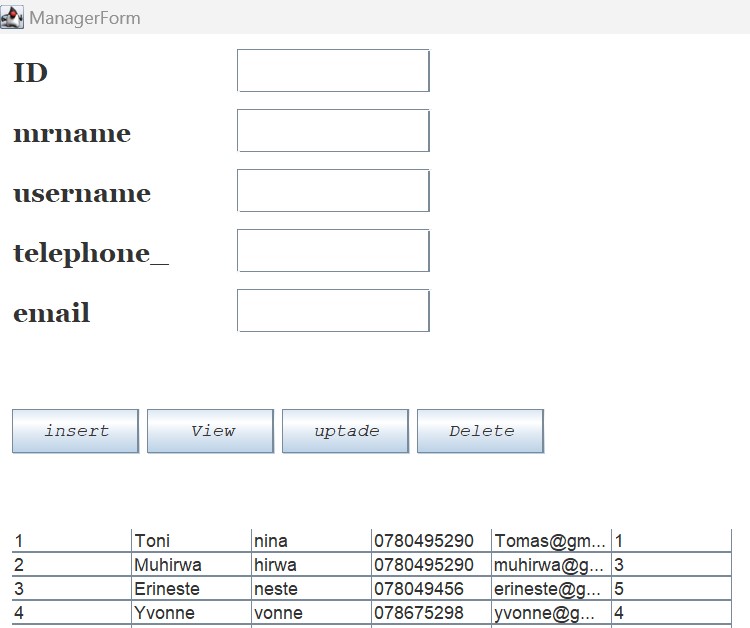 ManagerForm
ID
mrname
username
telephone_
email
insert View uptade Delete
1 Toni nina 0780495290 Tomas@gm... 1
2 Muhirwa hirwa 0780495290 muhirwa@g... 3
3 Erineste neste 078049456 erineste@g... 5
4 Yvonne vonne 078675298 yvonne@g... 4